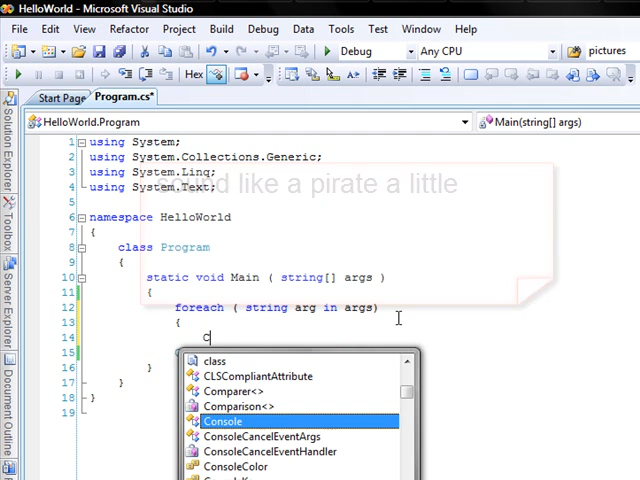 HelloWorld - Microsoft Visual Studio
File Edit View Refactor Project Build Debug Data Tools Test Window Help
Debug Any CPU pictures
Hex
Start Page Program.cs*
HelloWorld.Program Main(string[] args)
Solution Explorer
Toolbox
Server Explorer
Document Outline
sound like a pirate a little
1 using System;
2 using System.Collections.Generic;
3 using System.Linq;
4 using System.Text;
5
6 namespace HelloWorld
7 {
8 class Program
9 {
10 static void Main ( string[] args )
11 {
12 foreach ( string arg in args)
13 {
14 C
15
16 }
17 }
18 }
19
class
CLSCompliantAttribute
Comparer<>
Comparison<>
Console
ConsoleCancelEventArgs
ConsoleCancelEventHandler
ConsoleColor